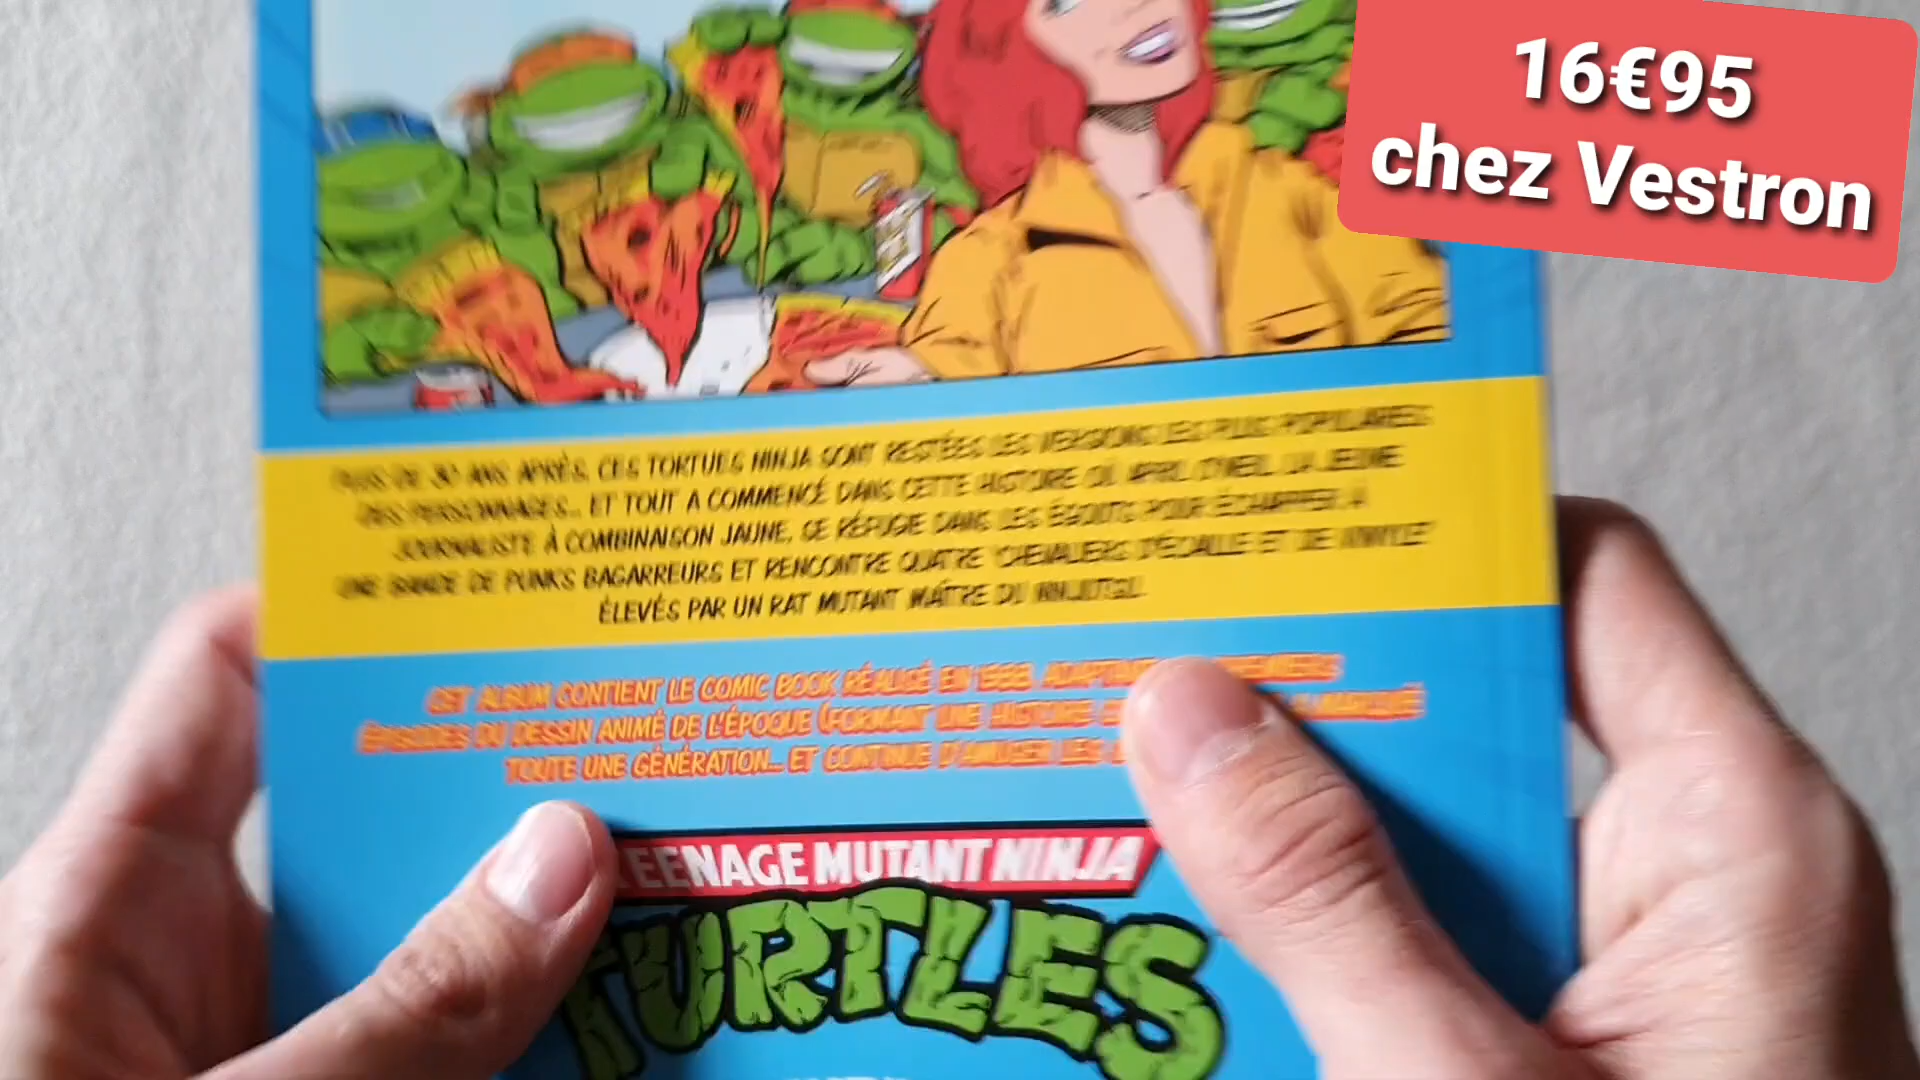 16€95
chez Vestron
PLUS DE 30 ANS APRÈS, CES TORTUES NINJA SONT RESTÉES LES VERSIONS LES PLUS POPULAIRES
DES PERSONNAGES... ET TOUT A COMMENCÉ DANS CETTE HISTOIRE OÙ APRIL O'NEIL, LA JEUNE
JOURNALISTE À COMBINAISON JAUNE, SE RÉFUGIE DANS LES ÉGOUTS POUR ÉCHAPPER À
UNE BANDE DE PUNKS BAGARREURS ET RENCONTRE QUATRE "CHEVALIERS D'ÉCAILLE ET DE VINYLE"
ÉLEVÉS PAR UN RAT MUTANT MAÎTRE DU NINJUTSU.
CET ALBUM CONTIENT LE COMIC BOOK RÉALISÉ EN 1988, PREMIERS
ÉPISODES DU DESSIN ANIMÉ DE L'ÉPOQUE (FORMANT UNE HISTOIRE A MARQUÉ
TOUTE UNE GÉNÉRATION... ET CONTINUE D'AMUSER LES
TEENAGE MUTANT NINJA
TURTLES